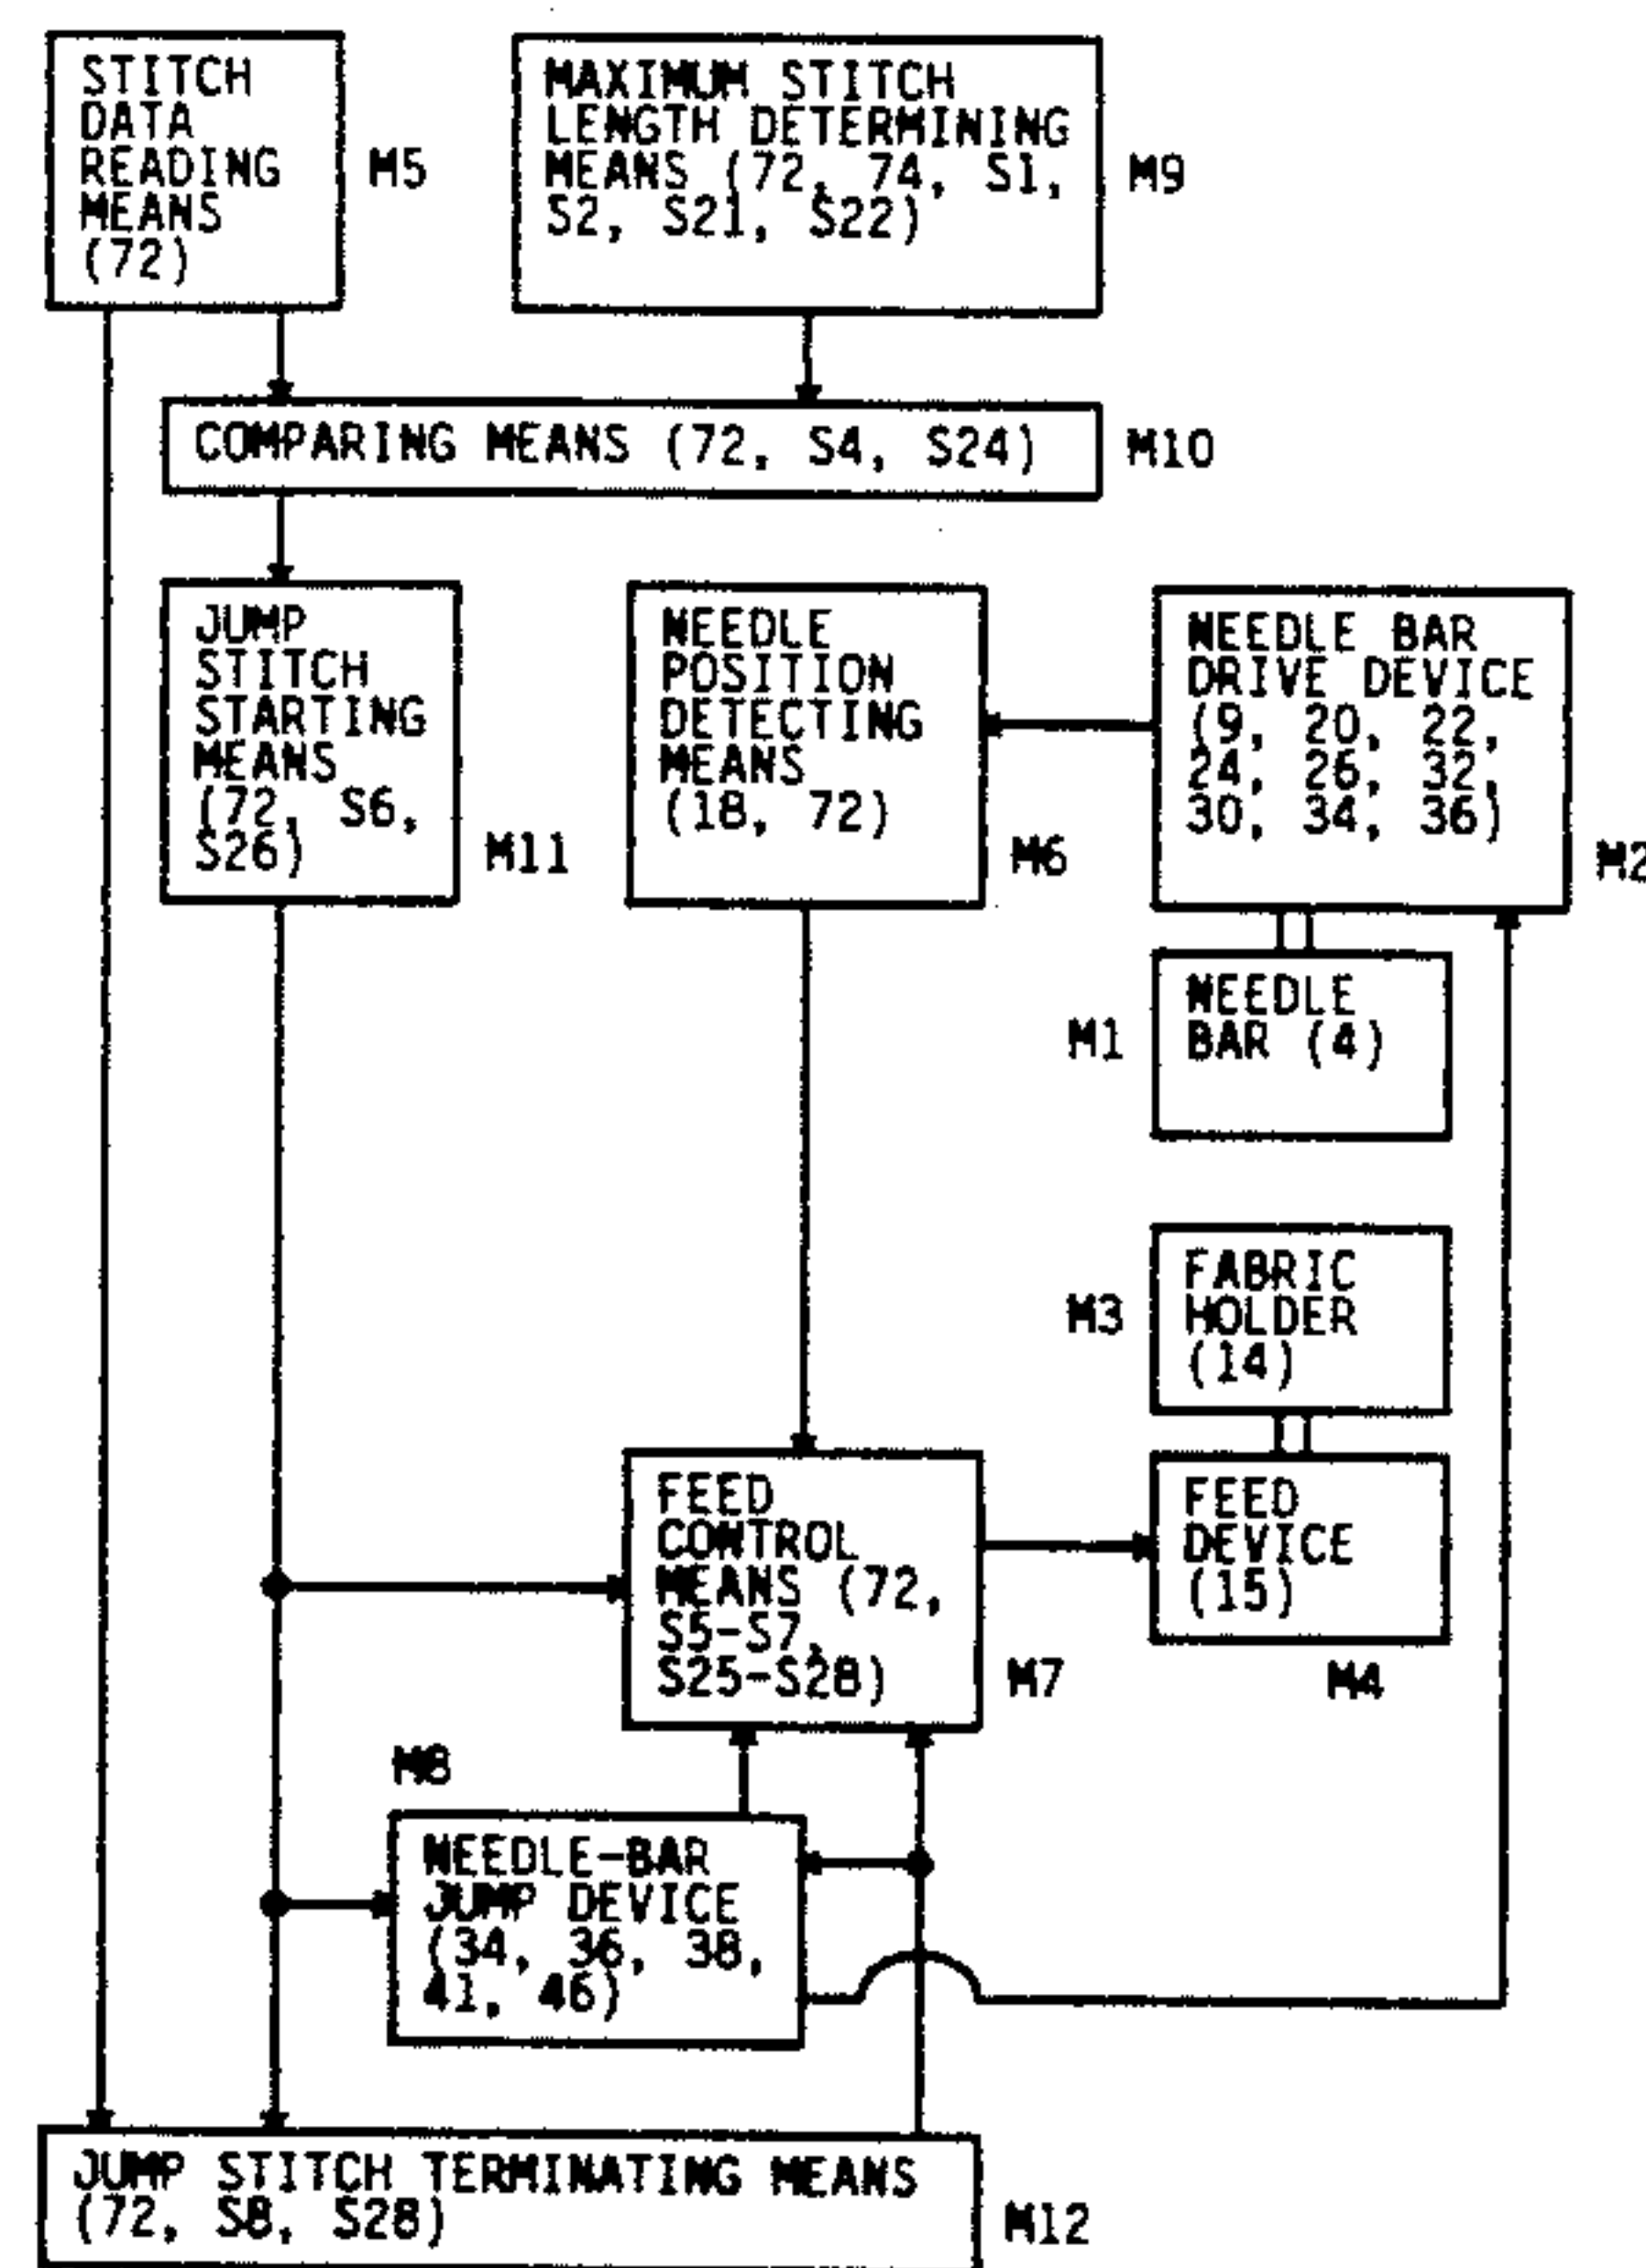 STITCH
DATA
READING
MEANS
(72)
M5
MAXIMUM STITCH
LENGTH DETERMINING
MEANS (72, 74, S1,
S2, S21, S22)
M9
COMPARING MEANS (72, S4, S24)
M10
JUMP
STITCH
STARTING
MEANS
(72, S6,
S26)
M11
NEEDLE
POSITION
DETECTING
MEANS
(18, 72)
M6
NEEDLE BAR
DRIVE DEVICE
(9, 20, 22,
24, 26, 32,
30, 34, 36)
M2
M1
NEEDLE
BAR (4)
M3
FABRIC
HOLDER
(14)
FEED
CONTROL
MEANS (72,
S5-S7,
S25-S28)
M7
FEED
DEVICE
(15)
M4
M8
NEEDLE-BAR
JUMP DEVICE
(34, 36, 38,
41, 46)
JUMP STITCH TERMINATING MEANS
(72, S8, S28)
M12